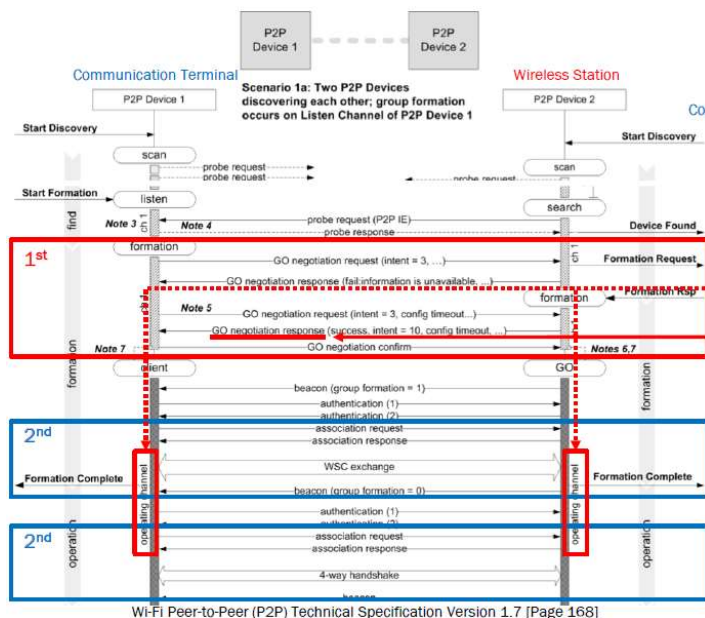 P2P
Device 1
P2P
Device 2
Communication Terminal
Wireless Station
Scenario 1a: Two P2P Devices
discovering each other; group formation
occurs on Listen Channel of P2P Device 1
P2P Device 1
P2P Device 2
Co
Start Discovery
Start Discovery
scan
probe request
probe request
probe request
scan
Start Formation
listen
search
find
Note 3
ch 1
Note 4
probe request (P2P IE)
probe response
Device Found
1st
formation
GO negotiation request (intent = 3, ...)
ch 1
Formation Request
GO negotiation response (fail:information is unavailable, ...)
formation
Formation Rsp
Note 5
GO negotiation request (intent = 3, config timeout...)
GO negotiation response (success, intent = 10, config timeout, ...)
Note 7
GO negotiation confirm
Notes 6,7
client
GO
formation
formation
beacon (group formation = 1)
authentication (1)
authentication (2)
2nd
association request
association response
WSC exchange
Formation Complete
Formation Complete
operating channel
operating channel
beacon (group formation = 0)
authentication (1)
2nd
association request
association response
operation
operation
4-way handshake
Wi-Fi Peer-to-Peer (P2P) Technical Specification Version 1.7 [Page 168]